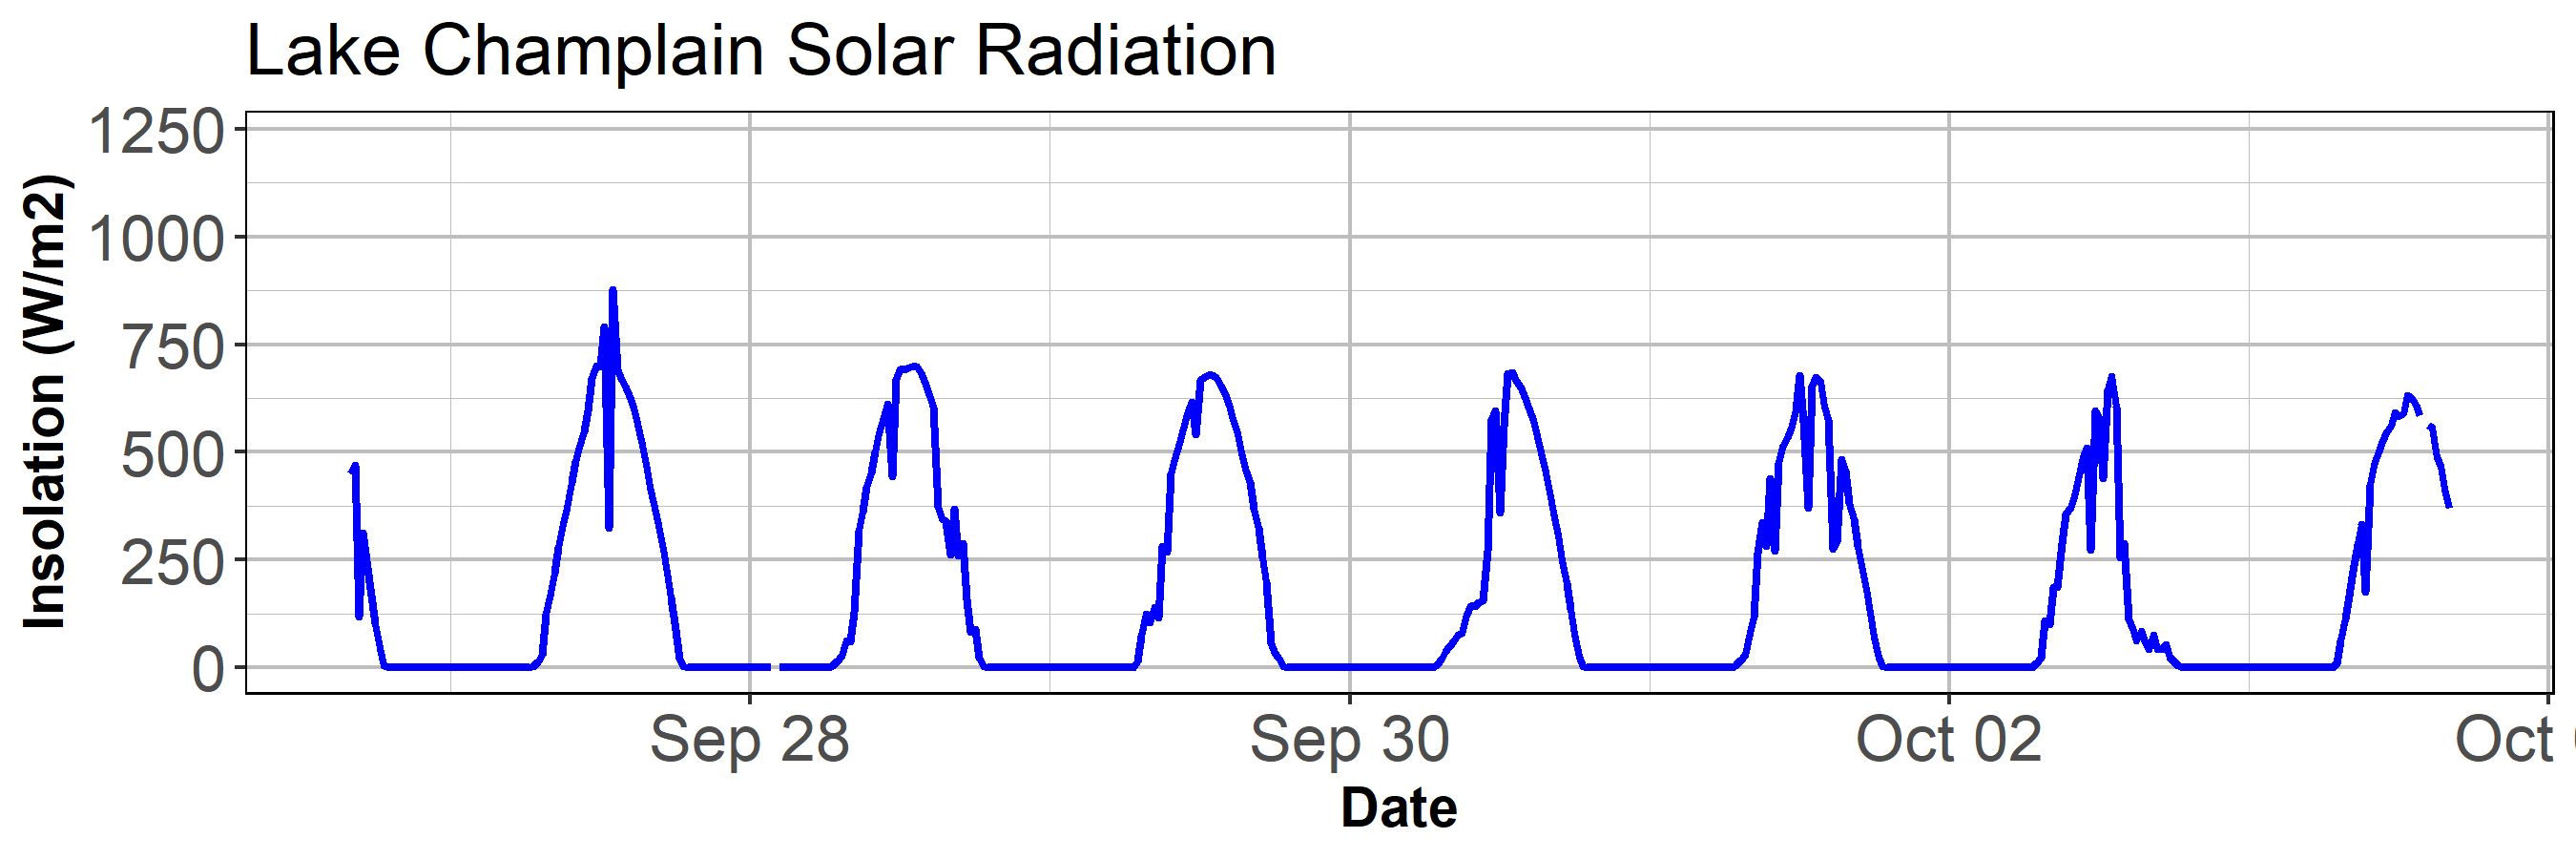 Lake Champlain Solar Radiation
1250
1000
750
500
250
0
Insolation (W/m2)
Sep 28 Sep 30 Oct 02 Oct
Date